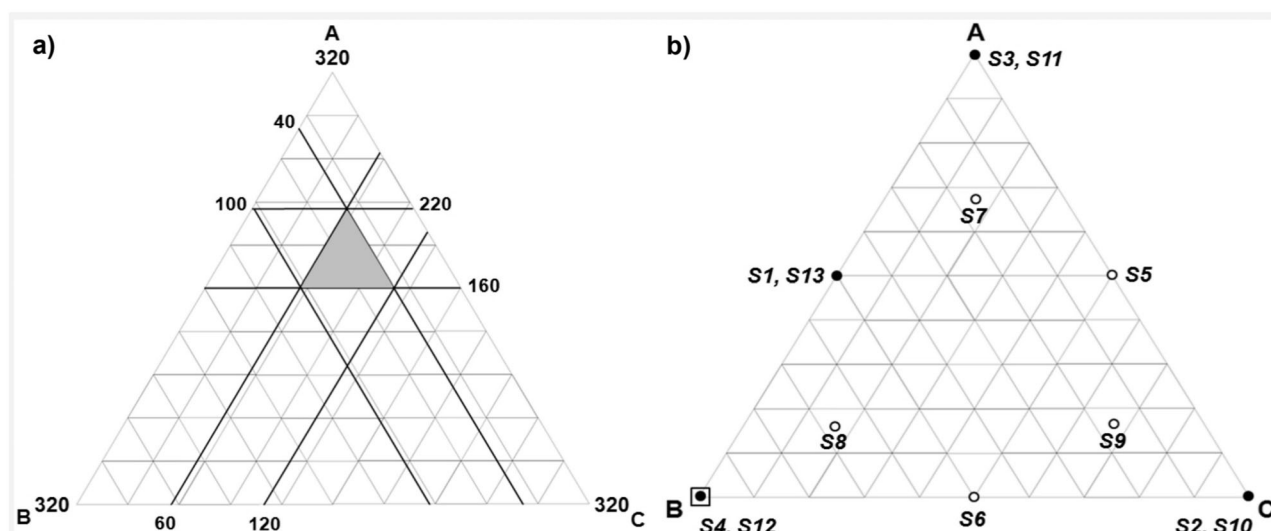 a)
A
320
40
100
220
160
B
320
60
120
320
C
b)
A
S3, S11
S7
S1, S13
S5
S8
S9
B
S4, S12
S6
C
S2, S10